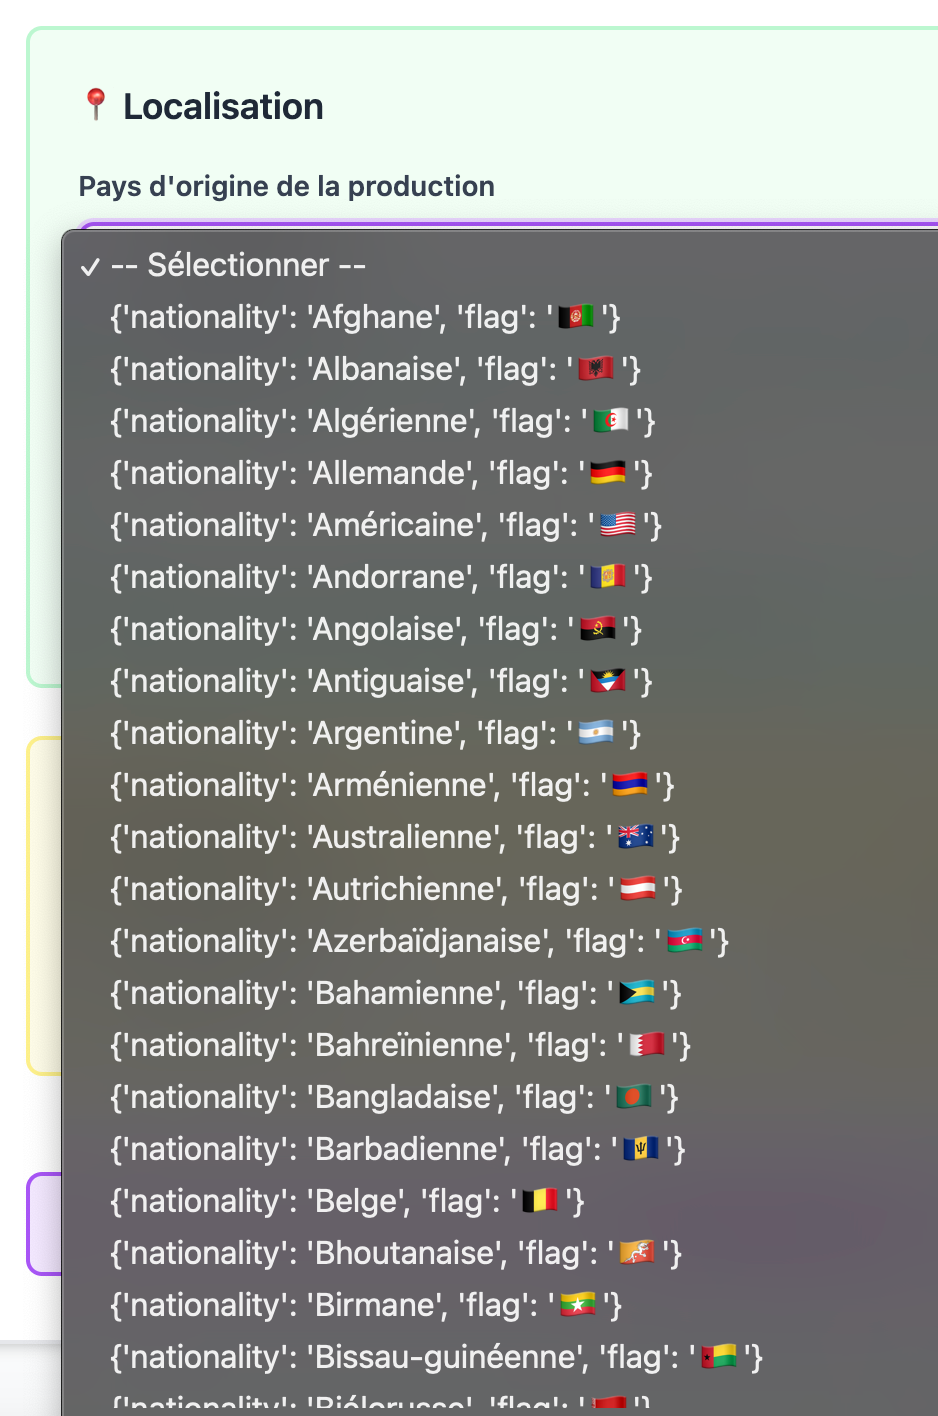 📍 Localisation
Pays d'origine de la production
✓ -- Sélectionner --
{'nationality': 'Afghane', 'flag': '🇦🇫'}
{'nationality': 'Albanaise', 'flag': '🇦🇱'}
{'nationality': 'Algérienne', 'flag': '🇩🇿'}
{'nationality': 'Allemande', 'flag': '🇩🇪'}
{'nationality': 'Américaine', 'flag': '🇺🇸'}
{'nationality': 'Andorrane', 'flag': '🇦🇩'}
{'nationality': 'Angolaise', 'flag': '🇦🇴'}
{'nationality': 'Antiguaise', 'flag': '🇦🇬'}
{'nationality': 'Argentine', 'flag': '🇦🇷'}
{'nationality': 'Arménienne', 'flag': '🇦🇲'}
{'nationality': 'Australienne', 'flag': '🇦🇺'}
{'nationality': 'Autrichienne', 'flag': '🇦🇹'}
{'nationality': 'Azerbaïdjanaise', 'flag': '🇦🇿'}
{'nationality': 'Bahamienne', 'flag': '🇧🇸'}
{'nationality': 'Bahreïnienne', 'flag': '🇧🇭'}
{'nationality': 'Bangladaise', 'flag': '🇧🇩'}
{'nationality': 'Barbadienne', 'flag': '🇧🇧'}
{'nationality': 'Belge', 'flag': '🇧🇪'}
{'nationality': 'Bhoutanaise', 'flag': '🇧🇹'}
{'nationality': 'Birmane', 'flag': '🇲🇲'}
{'nationality': 'Bissau-guinéenne', 'flag': '🇬🇼'}
{'nationality': 'Biélorusse', 'flag': '